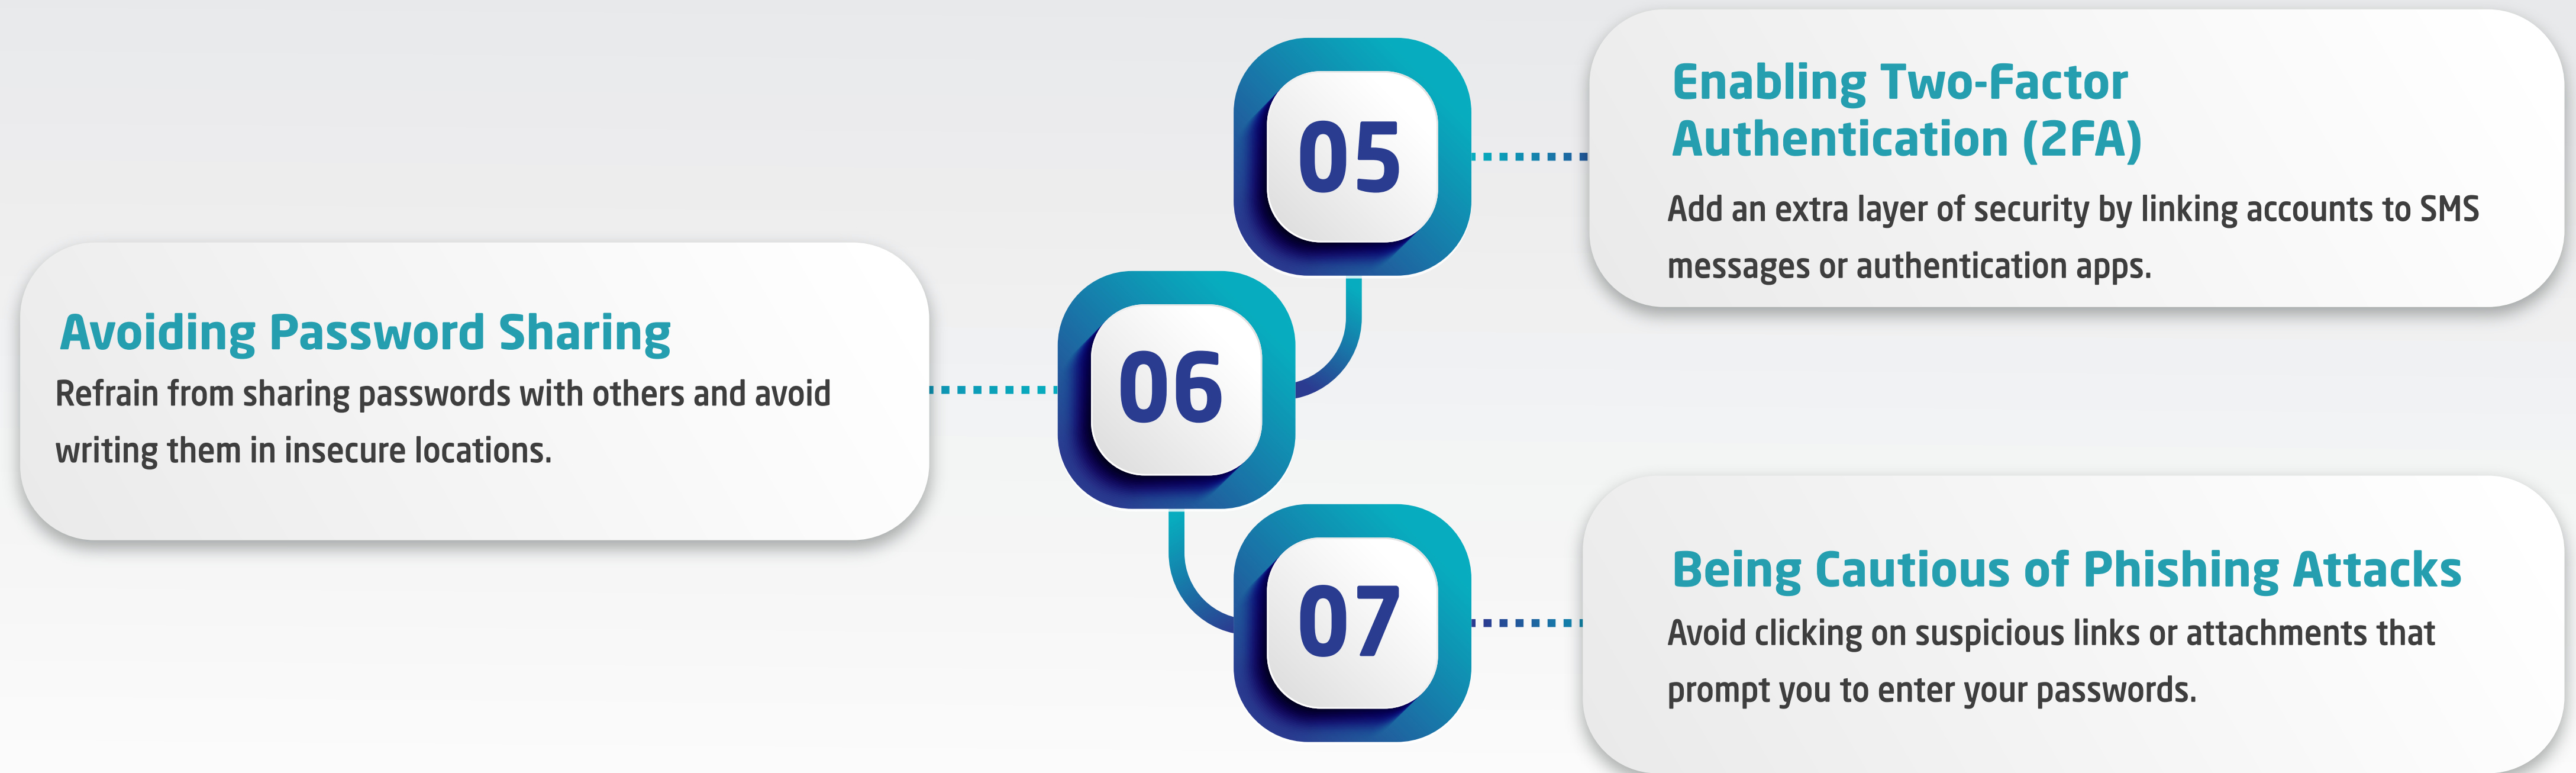 05
Enabling Two-Factor
Authentication (2FA)
Add an extra layer of security by linking accounts to SMS
messages or authentication apps.
06
Avoiding Password Sharing
Refrain from sharing passwords with others and avoid
writing them in insecure locations.
07
Being Cautious of Phishing Attacks
Avoid clicking on suspicious links or attachments that
prompt you to enter your passwords.